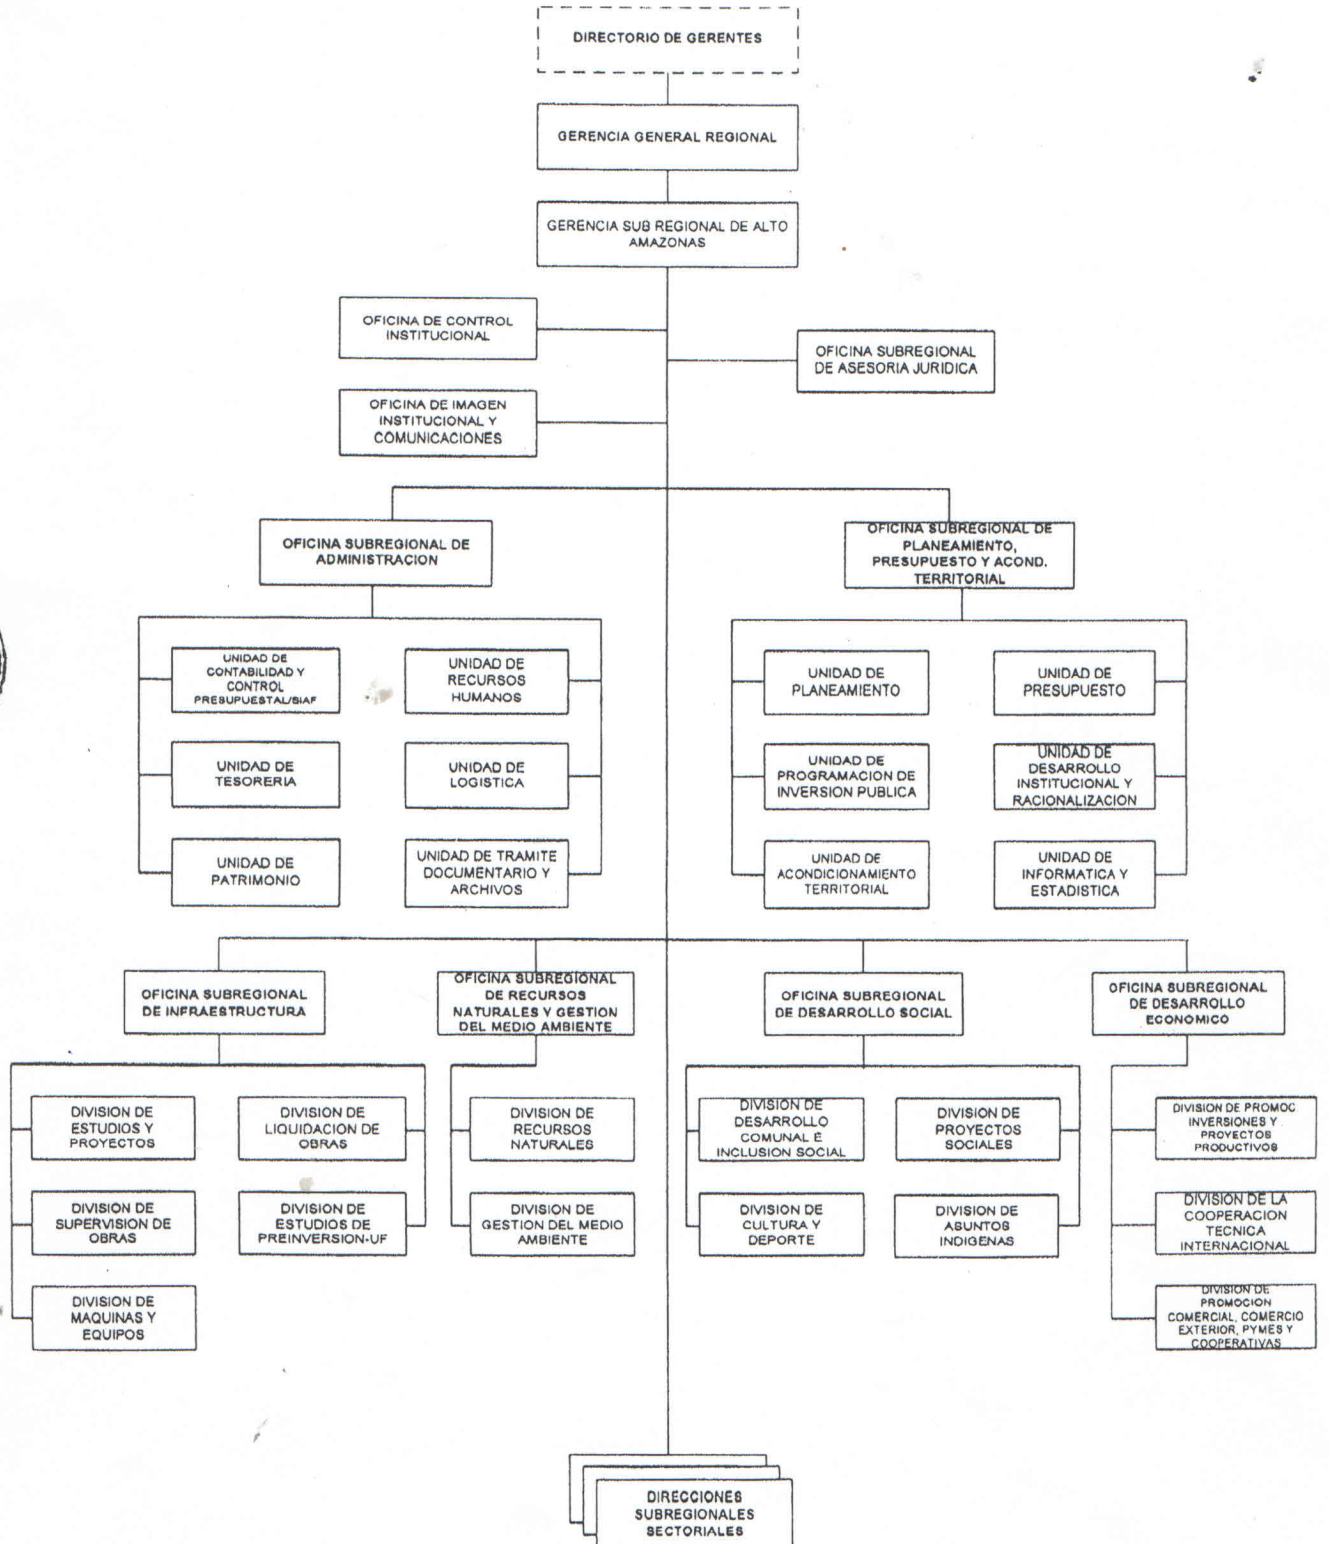 DIRECTORIO DE GERENTES
GERENCIA GENERAL REGIONAL
GERENCIA SUB REGIONAL DE ALTO
AMAZONAS
OFICINA DE CONTROL
INSTITUCIONAL
OFICINA SUBREGIONAL
DE ASESORIA JURIDICA
OFICINA DE IMAGEN
INSTITUCIONAL Y
COMUNICACIONES
OFICINA SUBREGIONAL DE
ADMINISTRACION
OFICINA SUBREGIONAL DE
PLANEAMIENTO,
PRESUPUESTO Y ACOND.
TERRITORIAL
UNIDAD DE
CONTABILIDAD Y
CONTROL
PRESUPUESTAL/SIAF
UNIDAD DE
RECURSOS
HUMANOS
UNIDAD DE
PLANEAMIENTO
UNIDAD DE
PRESUPUESTO
UNIDAD DE
TESORERIA
UNIDAD DE
LOGISTICA
UNIDAD DE
PROGRAMACION DE
INVERSION PUBLICA
UNIDAD DE
DESARROLLO
INSTITUCIONAL Y
RACIONALIZACION
UNIDAD DE
PATRIMONIO
UNIDAD DE TRAMITE
DOCUMENTARIO Y
ARCHIVOS
UNIDAD DE
ACONDICIONAMIENTO
TERRITORIAL
UNIDAD DE
INFORMATICA Y
ESTADISTICA
OFICINA SUBREGIONAL
DE INFRAESTRUCTURA
OFICINA SUBREGIONAL
DE RECURSOS
NATURALES Y GESTION
DEL MEDIO AMBIENTE
OFICINA SUBREGIONAL
DE DESARROLLO SOCIAL
OFICINA SUBREGIONAL
DE DESARROLLO
ECONOMICO
DIVISION DE
ESTUDIOS Y
PROYECTOS
DIVISION DE
LIQUIDACION DE
OBRAS
DIVISION DE
RECURSOS
NATURALES
DIVISION DE
DESARROLLO
COMUNAL E
INCLUSION SOCIAL
DIVISION DE
PROYECTOS
SOCIALES
DIVISION DE PROMOC.
INVERSIONES Y
PROYECTOS
PRODUCTIVOS
DIVISION DE
SUPERVISION DE
OBRAS
DIVISION DE
ESTUDIOS DE
PREINVERSION-UF
DIVISION DE
GESTION DEL MEDIO
AMBIENTE
DIVISION DE
CULTURA Y
DEPORTE
DIVISION DE
ASUNTOS
INDIGENAS
DIVISION DE LA
COOPERACION
TECNICA
INTERNACIONAL
DIVISION DE
MAQUINAS Y
EQUIPOS
DIVISION DE
PROMOCION
COMERCIAL, COMERCIO
EXTERIOR, PYMES Y
COOPERATIVAS
DIRECCIONES
SUBREGIONALES
SECTORIALES